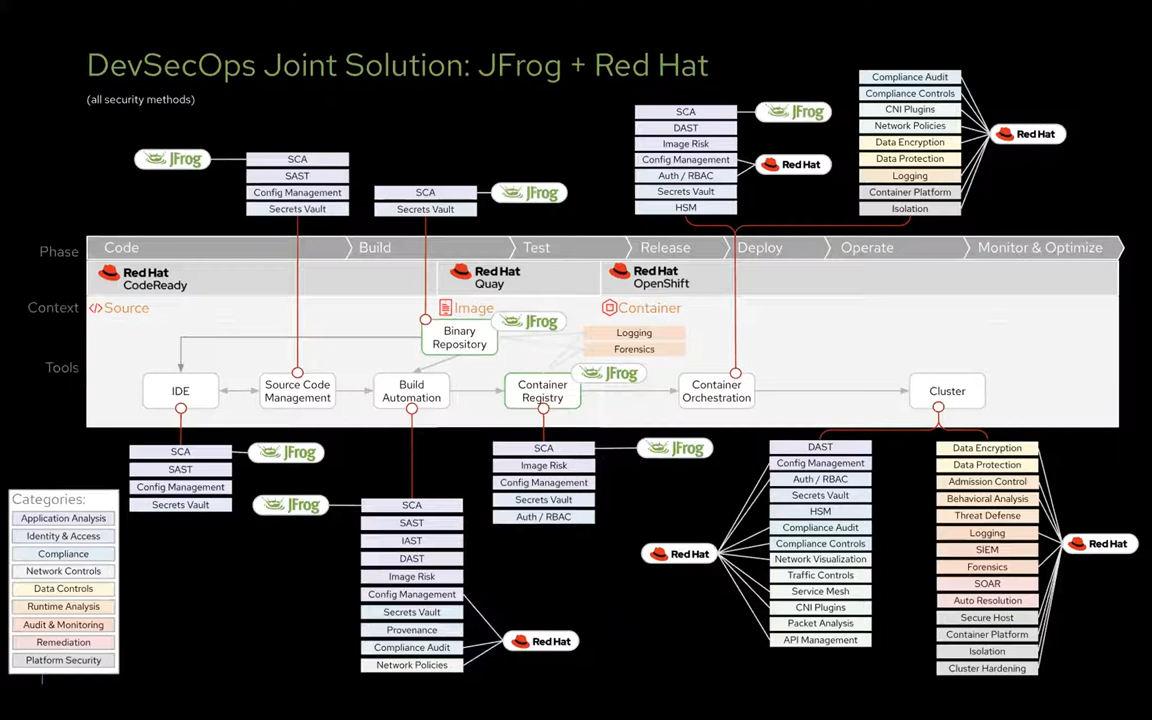 DevSecOps Joint Solution: JFrog + Red Hat
(all security methods)
JFrog
SCA
SAST
Config Management
Secrets Vault
SCA
Secrets Vault
JFrog
SCA
DAST
Image Risk
Config Management
Auth / RBAC
Secrets Vault
HSM
JFrog
Red Hat
Compliance Audit
Compliance Controls
CNI Plugins
Network Policies
Data Encryption
Data Protection
Logging
Container Platform
Isolation
Red Hat
Phase
Code
Build
Test
Release
Deploy
Operate
Monitor & Optimize
Red Hat
CodeReady
Red Hat
Quay
Red Hat
OpenShift
Context
</>Source
Image
Container
Tools
Binary
Repository
JFrog
Logging
Forensics
IDE
Source Code
Management
Build
Automation
Container
Registry
JFrog
Container
Orchestration
Cluster
SCA
SAST
Config Management
Secrets Vault
JFrog
JFrog
SCA
SAST
IAST
DAST
Image Risk
Config Management
Secrets Vault
Provenance
Compliance Audit
Network Policies
Red Hat
SCA
Image Risk
Config Management
Secrets Vault
Auth / RBAC
JFrog
Red Hat
DAST
Config Management
Auth / RBAC
Secrets Vault
HSM
Compliance Audit
Compliance Controls
Network Visualization
Traffic Controls
Service Mesh
CNI Plugins
Packet Analysis
API Management
Data Encryption
Data Protection
Admission Control
Behavioral Analysis
Threat Defense
Logging
SIEM
Forensics
SOAR
Auto Resolution
Secure Host
Container Platform
Isolation
Cluster Hardening
Red Hat
Categories:
Application Analysis
Identity & Access
Compliance
Network Controls
Data Controls
Runtime Analysis
Audit & Monitoring
Remediation
Platform Security